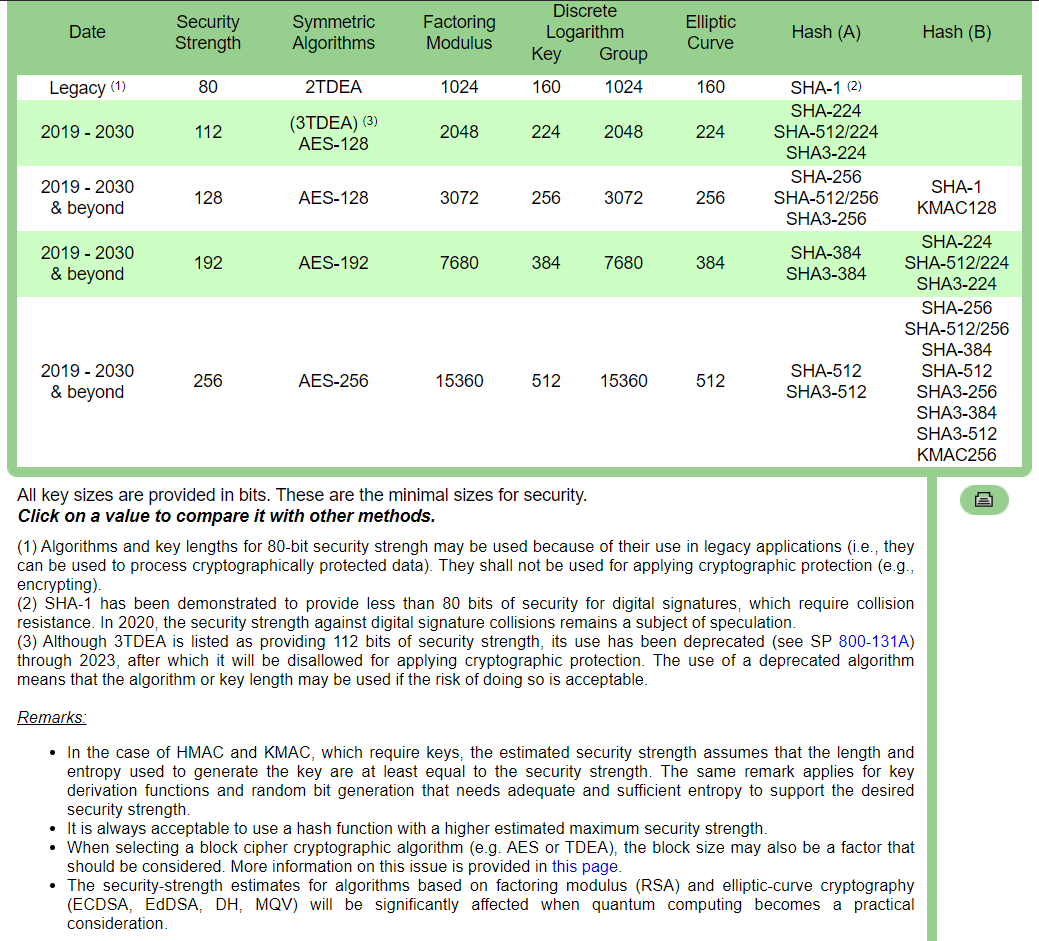 Date Security Strength Symmetric Algorithms Factoring Modulus Discrete Logarithm Key Group Elliptic Curve Hash (A) Hash (B)
Legacy (1) 80 2TDEA 1024 160 1024 160 SHA-1 (2)
2019 - 2030 112 (3TDEA) (3) AES-128 2048 224 2048 224 SHA-224 SHA-512/224 SHA3-224
2019 - 2030 & beyond 128 AES-128 3072 256 3072 256 SHA-256 SHA-512/256 SHA3-256 SHA-1 KMAC128
2019 - 2030 & beyond 192 AES-192 7680 384 7680 384 SHA-384 SHA3-384 SHA-224 SHA-512/224 SHA3-224
2019 - 2030 & beyond 256 AES-256 15360 512 15360 512 SHA-512 SHA3-512 SHA-256 SHA-512/256 SHA-384 SHA-512 SHA3-256 SHA3-384 SHA3-512 KMAC256
All key sizes are provided in bits. These are the minimal sizes for security.
Click on a value to compare it with other methods.
(1) Algorithms and key lengths for 80-bit security strengh may be used because of their use in legacy applications (i.e., they
can be used to process cryptographically protected data). They shall not be used for applying cryptographic protection (e.g.,
encrypting).
(2) SHA-1 has been demonstrated to provide less than 80 bits of security for digital signatures, which require collision
resistance. In 2020, the security strength against digital signature collisions remains a subject of speculation.
(3) Although 3TDEA is listed as providing 112 bits of security strength, its use has been deprecated (see SP 800-131A)
through 2023, after which it will be disallowed for applying cryptographic protection. The use of a deprecated algorithm
means that the algorithm or key length may be used if the risk of doing so is acceptable.
Remarks:
• In the case of HMAC and KMAC, which require keys, the estimated security strength assumes that the length and
entropy used to generate the key are at least equal to the security strength. The same remark applies for key
derivation functions and random bit generation that needs adequate and sufficient entropy to support the desired
security strength.
• It is always acceptable to use a hash function with a higher estimated maximum security strength.
• When selecting a block cipher cryptographic algorithm (e.g. AES or TDEA), the block size may also be a factor that
should be considered. More information on this issue is provided in this page.
• The security-strength estimates for algorithms based on factoring modulus (RSA) and elliptic-curve cryptography
(ECDSA, EdDSA, DH, MQV) will be significantly affected when quantum computing becomes a practical
consideration.